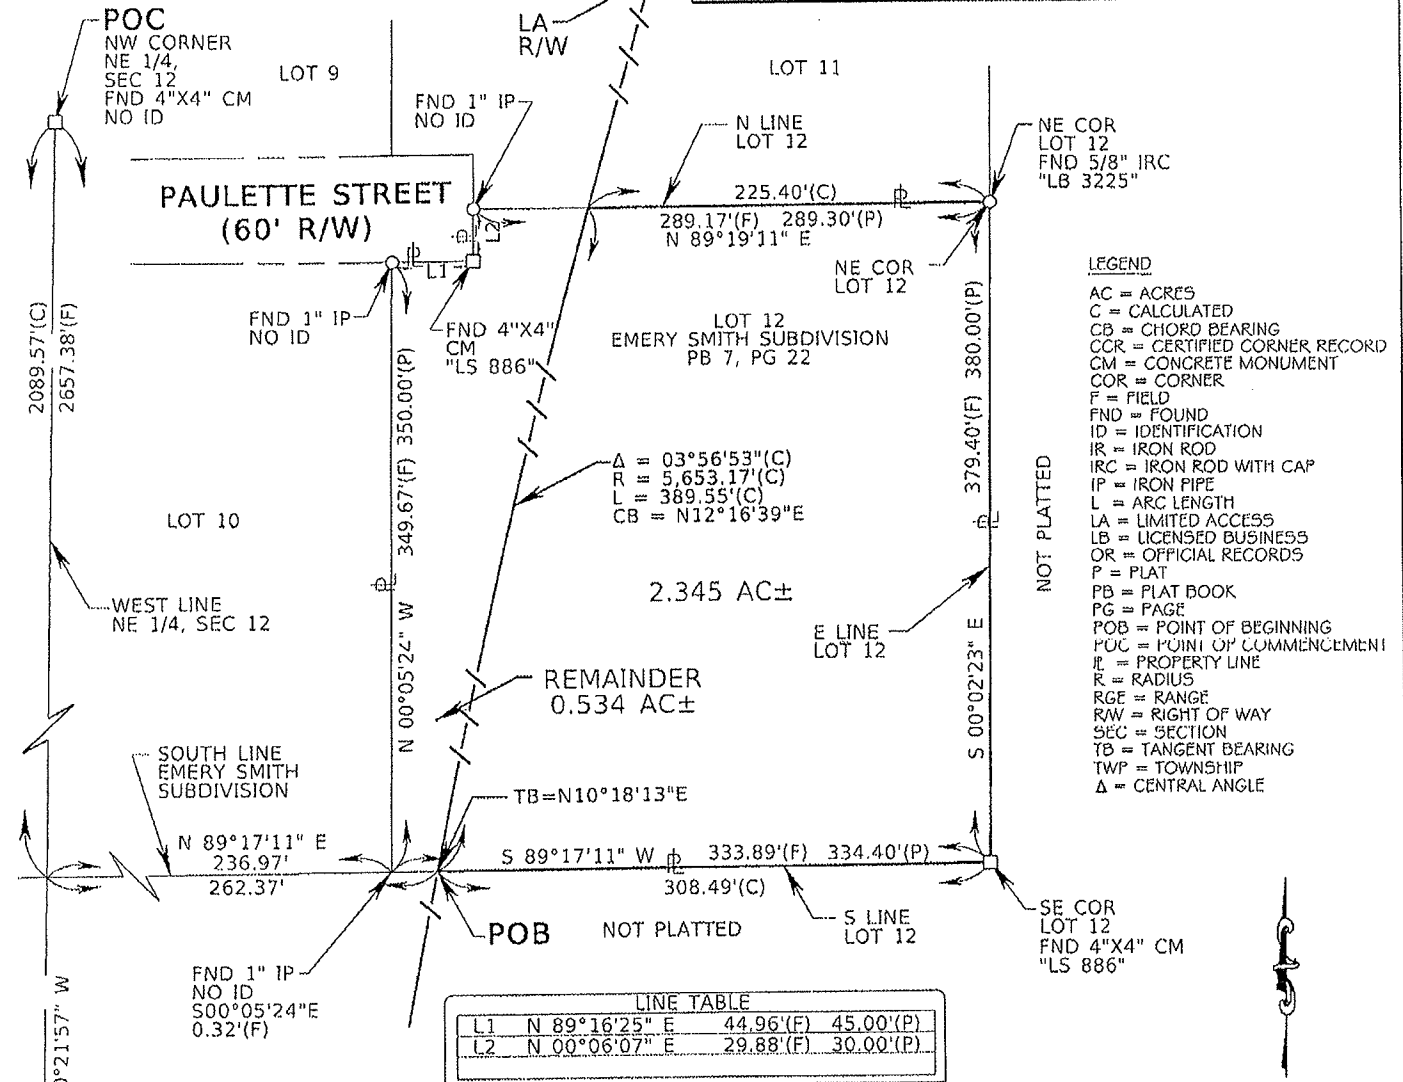 POC
NW CORNER
NE 1/4,
SEC 12
FND 4"X4" CM
NO ID
LOT 9
LA
R/W
FND 1" IP
NO ID
LOT 11
N LINE
LOT 12
NE COR
LOT 12
FND 5/8" IRC
"LB 3225"
PAULETTE STREET
(60' R/W)
L2
L1
225.40'(C)
289.17'(F) 289.30'(P)
N 89°19'11" E
NE COR
LOT 12
FND 1" IP
NO ID
FND 4"X4"
CM
"LS 886"
LOT 12
EMERY SMITH SUBDIVISION
PB 7, PG 22
2089.57'(C)
2657.38'(F)
N 00°05'24" W 349.67'(F) 350.00'(P)
S 00°02'23" E 379.40'(F) 380.00'(P)
NOT PLATTED
LEGEND
AC = ACRES
C = CALCULATED
CB = CHORD BEARING
CCR = CERTIFIED CORNER RECORD
CM = CONCRETE MONUMENT
COR = CORNER
F = FIELD
FND = FOUND
ID = IDENTIFICATION
IR = IRON ROD
IRC = IRON ROD WITH CAP
IP = IRON PIPE
L = ARC LENGTH
LA = LIMITED ACCESS
LB = LICENSED BUSINESS
OR = OFFICIAL RECORDS
P = PLAT
PB = PLAT BOOK
PG = PAGE
POB = POINT OF BEGINNING
POC = POINT OF COMMENCEMENT
PL = PROPERTY LINE
R = RADIUS
RGE = RANGE
R/W = RIGHT OF WAY
SEC = SECTION
TB = TANGENT BEARING
TWP = TOWNSHIP
Δ = CENTRAL ANGLE
Δ = 03°56'53"(C)
R = 5,653.17'(C)
L = 389.55'(C)
CB = N12°16'39"E
LOT 10
2.345 AC±
WEST LINE
NE 1/4, SEC 12
E LINE
LOT 12
REMAINDER
0.534 AC±
SOUTH LINE
EMERY SMITH
SUBDIVISION
TB=N10°18'13"E
N 89°17'11" E
236.97'
262.37'
S 89°17'11" W PL 333.89'(F) 334.40'(P)
308.49'(C)
POB
NOT PLATTED
S LINE
LOT 12
SE COR
LOT 12
FND 4"X4" CM
"LS 886"
FND 1" IP
NO ID
S00°05'24"E
0.32'(F)
0°21'57" W
LINE TABLE
L1 N 89°16'25" E 44.96'(F) 45.00'(P)
L2 N 00°06'07" E 29.88'(F) 30.00'(P)